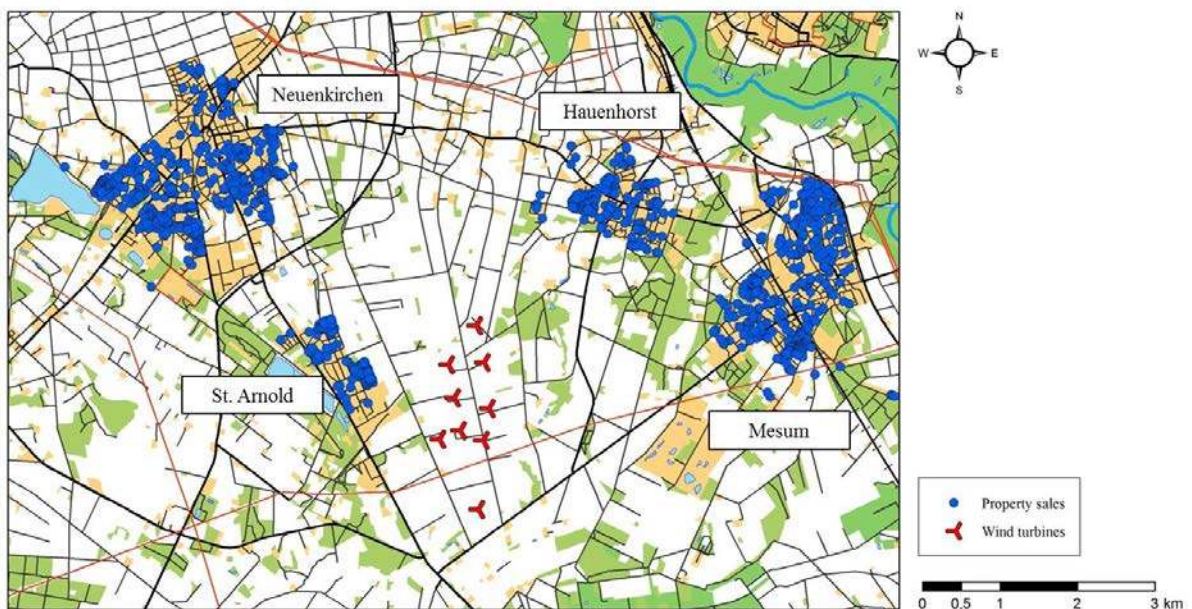 N
W E
S
Neuenkirchen
Hauenhorst
St. Arnold
Mesum
Property sales
Wind turbines
0 0.5 1 2 3 km